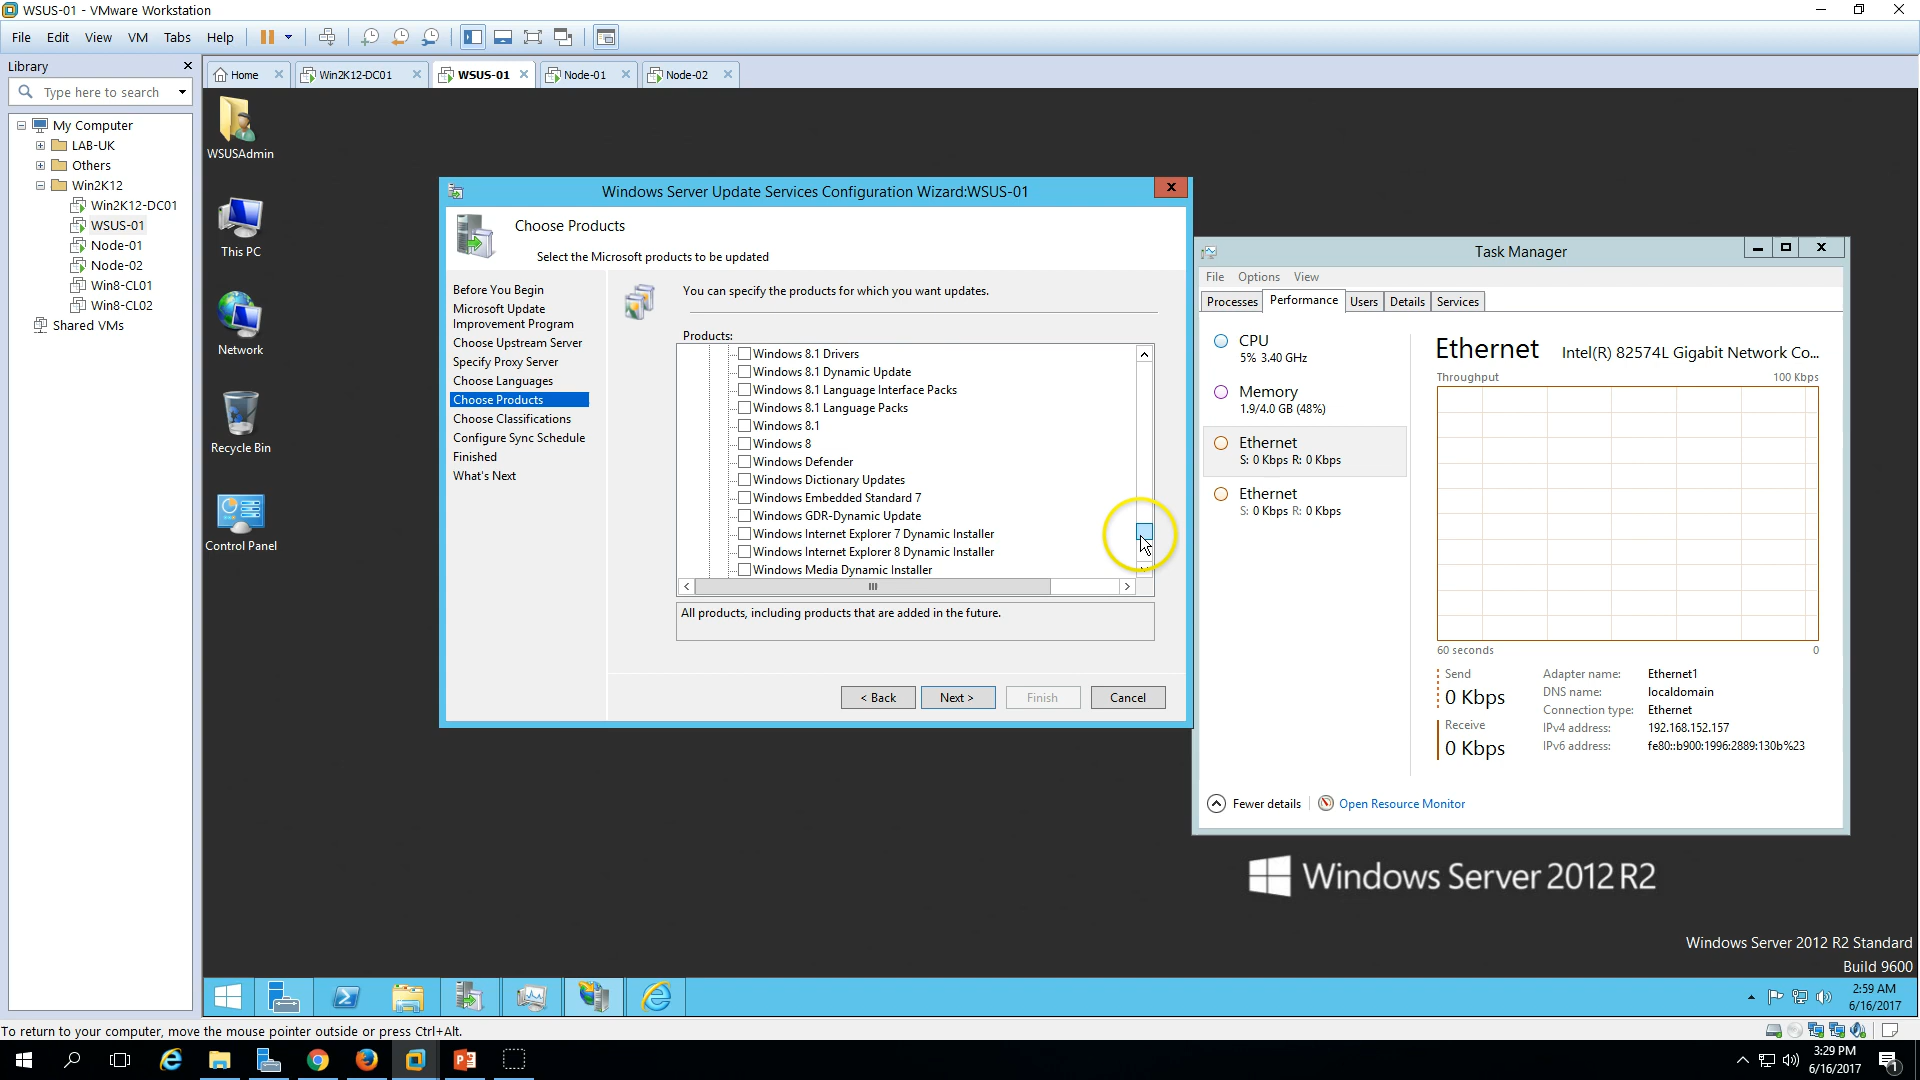 WSUS-01 - VMware Workstation
File Edit View VM Tabs Help
Library
Type here to search
My Computer
LAB-UK
Others
Win2K12
Win2K12-DC01
WSUS-01
Node-01
Node-02
Win8-CL01
Win8-CL02
Shared VMs
Home
Win2K12-DC01
WSUS-01
Node-01
Node-02
WSUSAdmin
This PC
Network
Recycle Bin
Control Panel
Windows Server Update Services Configuration Wizard:WSUS-01
Choose Products
Select the Microsoft products to be updated
Before You Begin
Microsoft Update
Improvement Program
Choose Upstream Server
Specify Proxy Server
Choose Languages
Choose Products
Choose Classifications
Configure Sync Schedule
Finished
What's Next
You can specify the products for which you want updates.
Products:
Windows 8.1 Drivers
Windows 8.1 Dynamic Update
Windows 8.1 Language Interface Packs
Windows 8.1 Language Packs
Windows 8.1
Windows 8
Windows Defender
Windows Dictionary Updates
Windows Embedded Standard 7
Windows GDR-Dynamic Update
Windows Internet Explorer 7 Dynamic Installer
Windows Internet Explorer 8 Dynamic Installer
Windows Media Dynamic Installer
All products, including products that are added in the future.
< Back
Next >
Finish
Cancel
Task Manager
File Options View
Processes
Performance
Users
Details
Services
CPU
5% 3.40 GHz
Memory
1.9/4.0 GB (48%)
Ethernet
S: 0 Kbps R: 0 Kbps
Ethernet
S: 0 Kbps R: 0 Kbps
Ethernet
Intel(R) 82574L Gigabit Network Co...
Throughput
100 Kbps
60 seconds
0
Send
0 Kbps
Receive
0 Kbps
Adapter name: Ethernet1
DNS name: localdomain
Connection type: Ethernet
IPv4 address: 192.168.152.157
IPv6 address: fe80::b900:1996:2889:130b%23
Fewer details
Open Resource Monitor
Windows Server 2012 R2
Windows Server 2012 R2 Standard
Build 9600
2:59 AM
6/16/2017
To return to your computer, move the mouse pointer outside or press Ctrl+Alt.
3:29 PM
6/16/2017
1